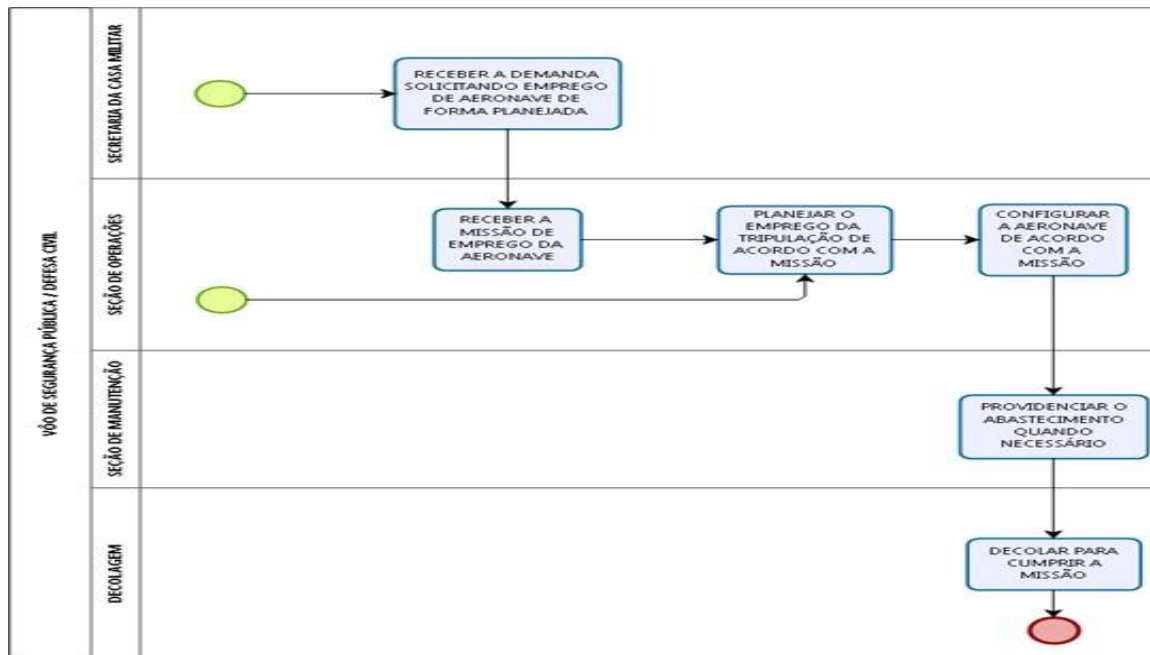 VÔO DE SEGURANÇA PÚBLICA / DEFESA CIVIL
SECRETARIA DA CASA MILITAR
RECEBER A DEMANDA
SOLICITANDO EMPREGO
DE AERONAVE DE
FORMA PLANEJADA
SEÇÃO DE OPERAÇÕES
RECEBER A
MISSÃO DE
EMPREGO DA
AERONAVE
PLANEJAR O
EMPREGO DA
TRIPULAÇÃO DE
ACORDO COM A
MISSÃO
CONFIGURAR
A AERONAVE
DE ACORDO
COM A
MISSÃO
SEÇÃO DE MANUTENÇÃO
PROVIDENCIAR O
ABASTECIMENTO
QUANDO
NECESSÁRIO
DECOLAGEM
DECOLAR PARA
CUMPRIR A
MISSÃO